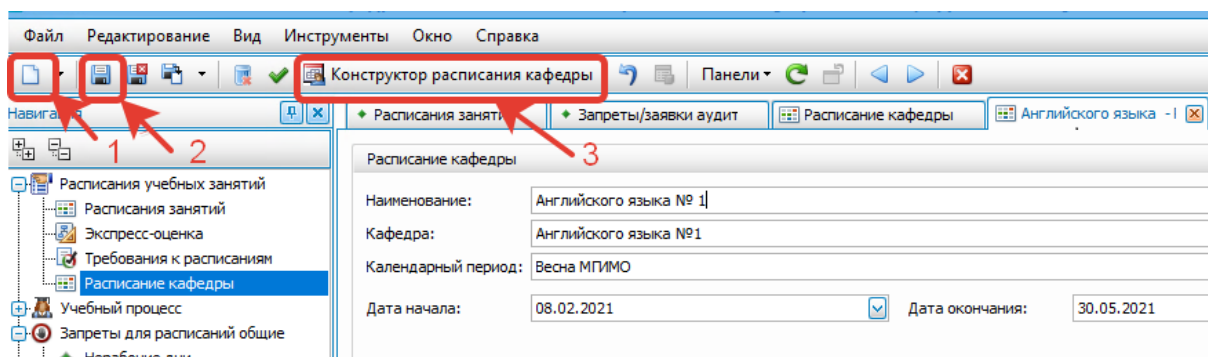 Файл Редактирование Вид Инструменты Окно Справка
Конструктор расписания кафедры Панели
1 2 3
Расписания Запреты/заявки аудит Расписание кафедры Английского языка - I
Расписание кафедры
Наименование: Английского языка № 1
Кафедра: Английского языка №1
Календарный период: Весна МГИМО
Дата начала: 08.02.2021 Дата окончания: 30.05.2021
Расписания учебных занятий
Расписания занятий
Экспресс-оценка
Требования к расписаниям
Расписание кафедры
Учебный процесс
Запреты для расписаний общие